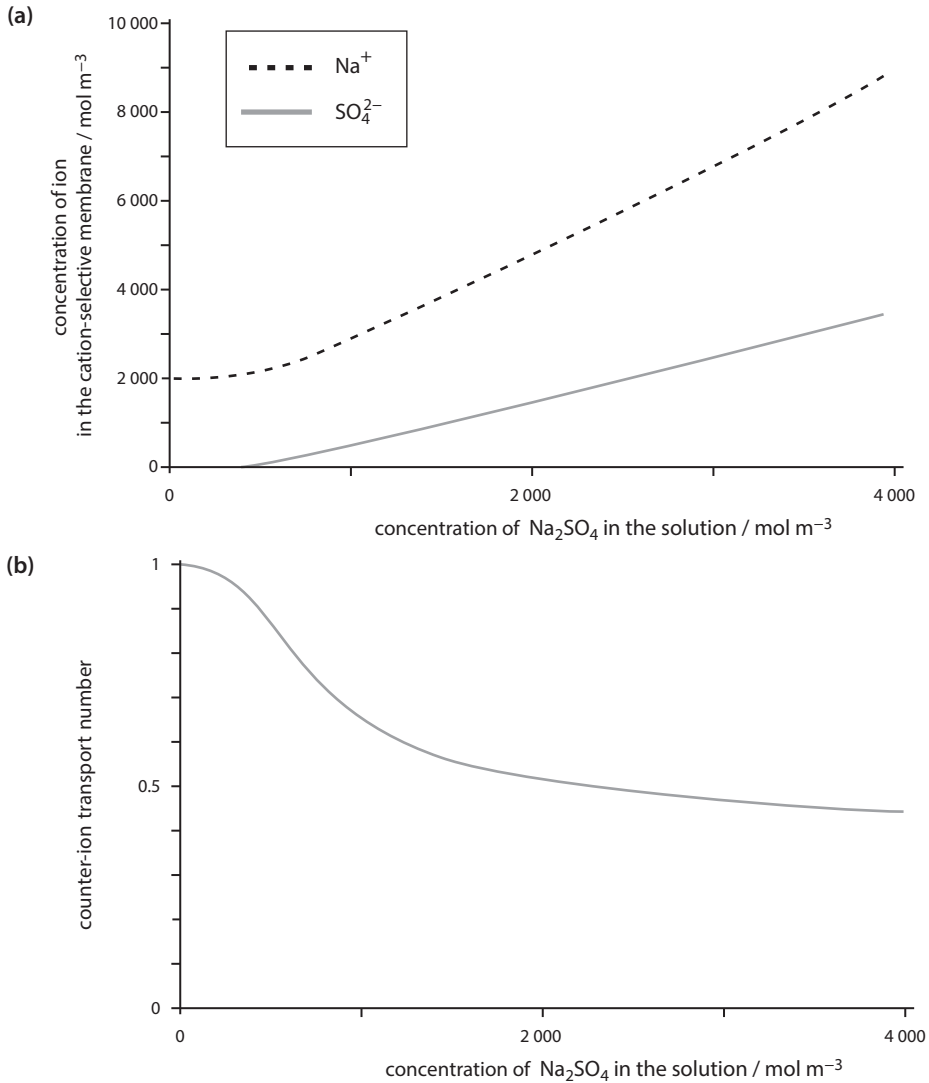 (a)
10 000
8 000
6 000
4 000
2 000
0
concentration of ion
in the cation-selective membrane / mol m⁻³
Na⁺
SO₄²⁻
0
2 000
4 000
concentration of Na₂SO₄ in the solution / mol m⁻³
(b)
1
0.5
0
counter-ion transport number
0
2 000
4 000
concentration of Na₂SO₄ in the solution / mol m⁻³